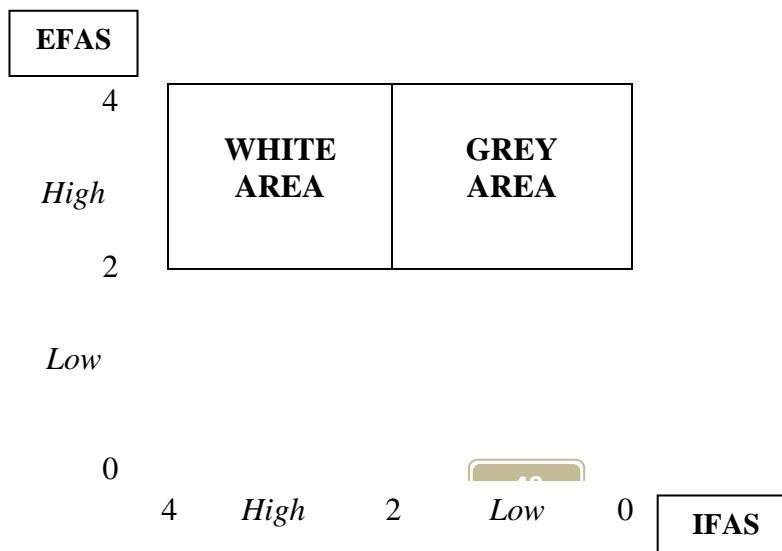 EFAS
4
WHITE GREY
AREA AREA
High
2
Low
0
4 High 2 Low 0
IFAS